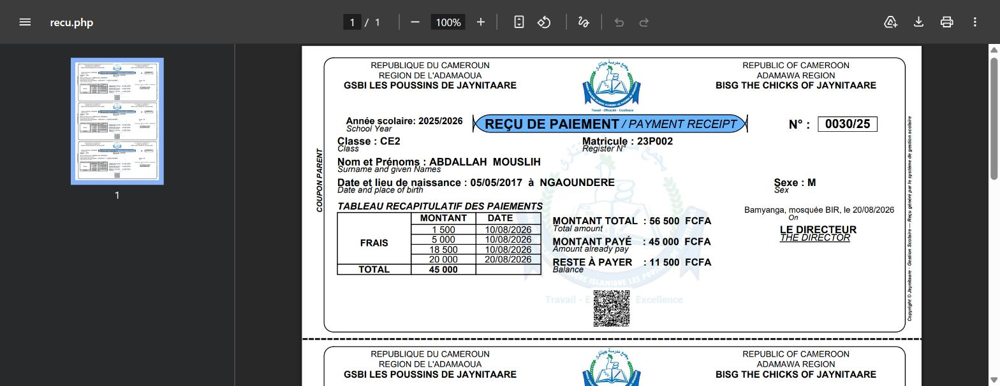 recu.php
1 / 1
100%
1
REPUBLIQUE DU CAMEROUN
REGION DE L'ADAMAOUA
GSBI LES POUSSINS DE JAYNITAARE
Travail - Efficacité - Excellence
REPUBLIC OF CAMEROON
ADAMAWA REGION
BISG THE CHICKS OF JAYNITAARE
Année scolaire: 2025/2026
School Year
REÇU DE PAIEMENT / PAYMENT RECEIPT
N° : 0030/25
Classe : CE2
Class
Matricule : 23P002
Register N°
Nom et Prénoms : ABDALLAH MOUSLIH
Surname and given Names
Date et lieu de naissance : 05/05/2017 à NGAOUNDERE
Date and place of birth
Sexe : M
Sex
COUPON PARENT
TABLEAU RECAPITULATIF DES PAIEMENTS
MONTANT DATE
FRAIS
1 500 10/08/2026
5 000 10/08/2026
18 500 10/08/2026
20 000 20/08/2026
TOTAL 45 000
MONTANT TOTAL : 56 500 FCFA
Total amount
MONTANT PAYÉ : 45 000 FCFA
Amount already pay
RESTE À PAYER : 11 500 FCFA
Balance
Bamyanga, mosquée BIR, le 20/08/2026
On
LE DIRECTEUR
THE DIRECTOR
Copyright © Jaynitaare - Gestion Scolaire — Reçu généré par le système de gestion scolaire
ISLAMIQUE LES
Travail - E Excellence
REPUBLIQUE DU CAMEROUN
REGION DE L'ADAMAOUA
GSBI LES POUSSINS DE JAYNITAARE
REPUBLIC OF CAMEROON
ADAMAWA REGION
BISG THE CHICKS OF JAYNITAARE